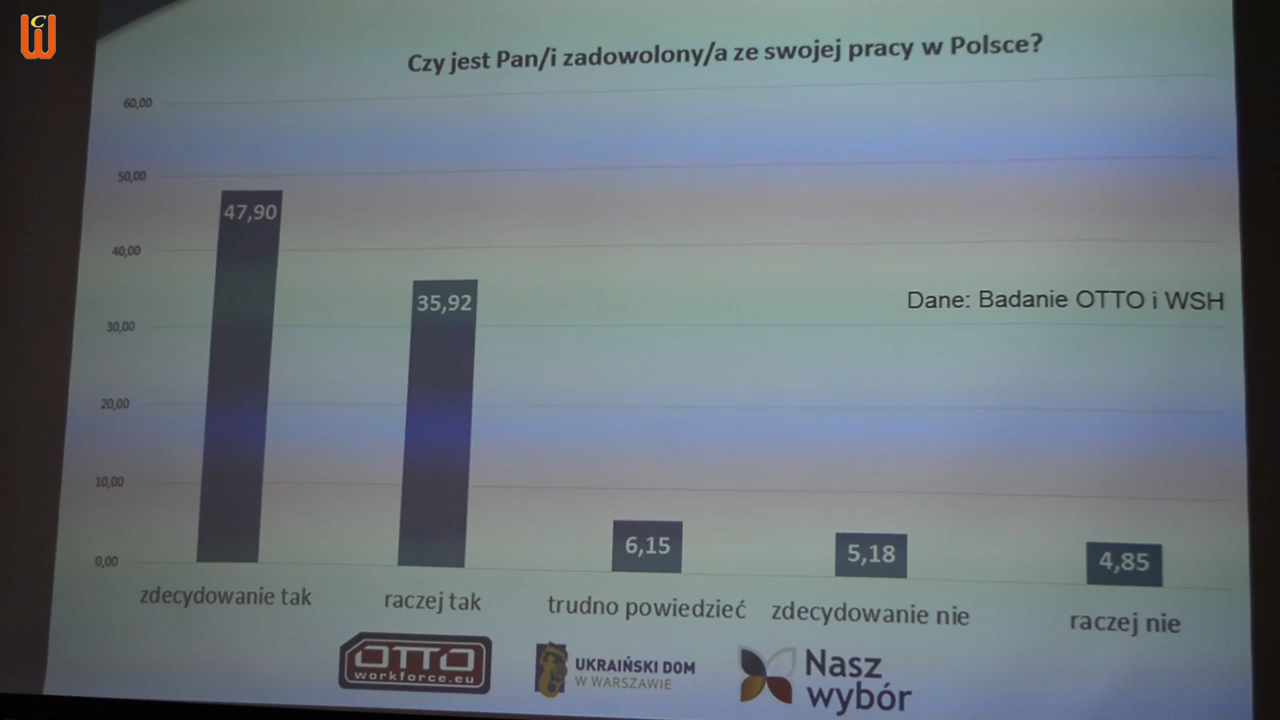 Czy jest Pan/i zadowolony/a ze swojej pracy w Polsce?
60,00
50,00
40,00
30,00
20,00
10,00
0,00
47,90
35,92
6,15
5,18
4,85
Dane: Badanie OTTO i WSH
zdecydowanie tak
raczej tak
trudno powiedzieć
zdecydowanie nie
raczej nie
OTTO
workforce.eu
UKRAIŃSKI DOM
W WARSZAWIE
Nasz
wybór